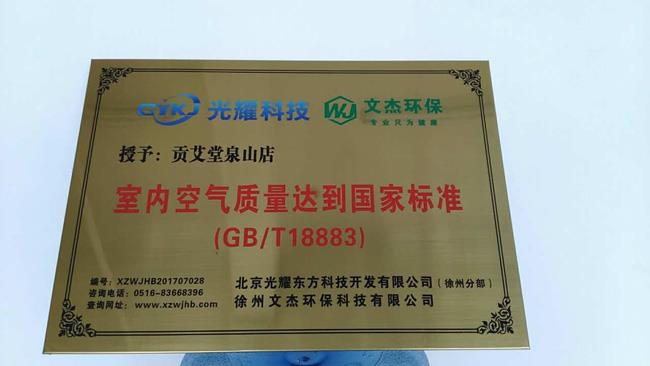 GYKJ 光耀科技 WJ 文杰环保
专业只为健康
授予：贡艾堂泉山店
室内空气质量达到国家标准
(GB/T18883)
编号：XZWJHB201707028
咨询电话：0516-83668396
查询网址：www.xzwjhb.com
北京光耀东方科技开发有限公司（徐州分部）
徐州文杰环保科技有限公司